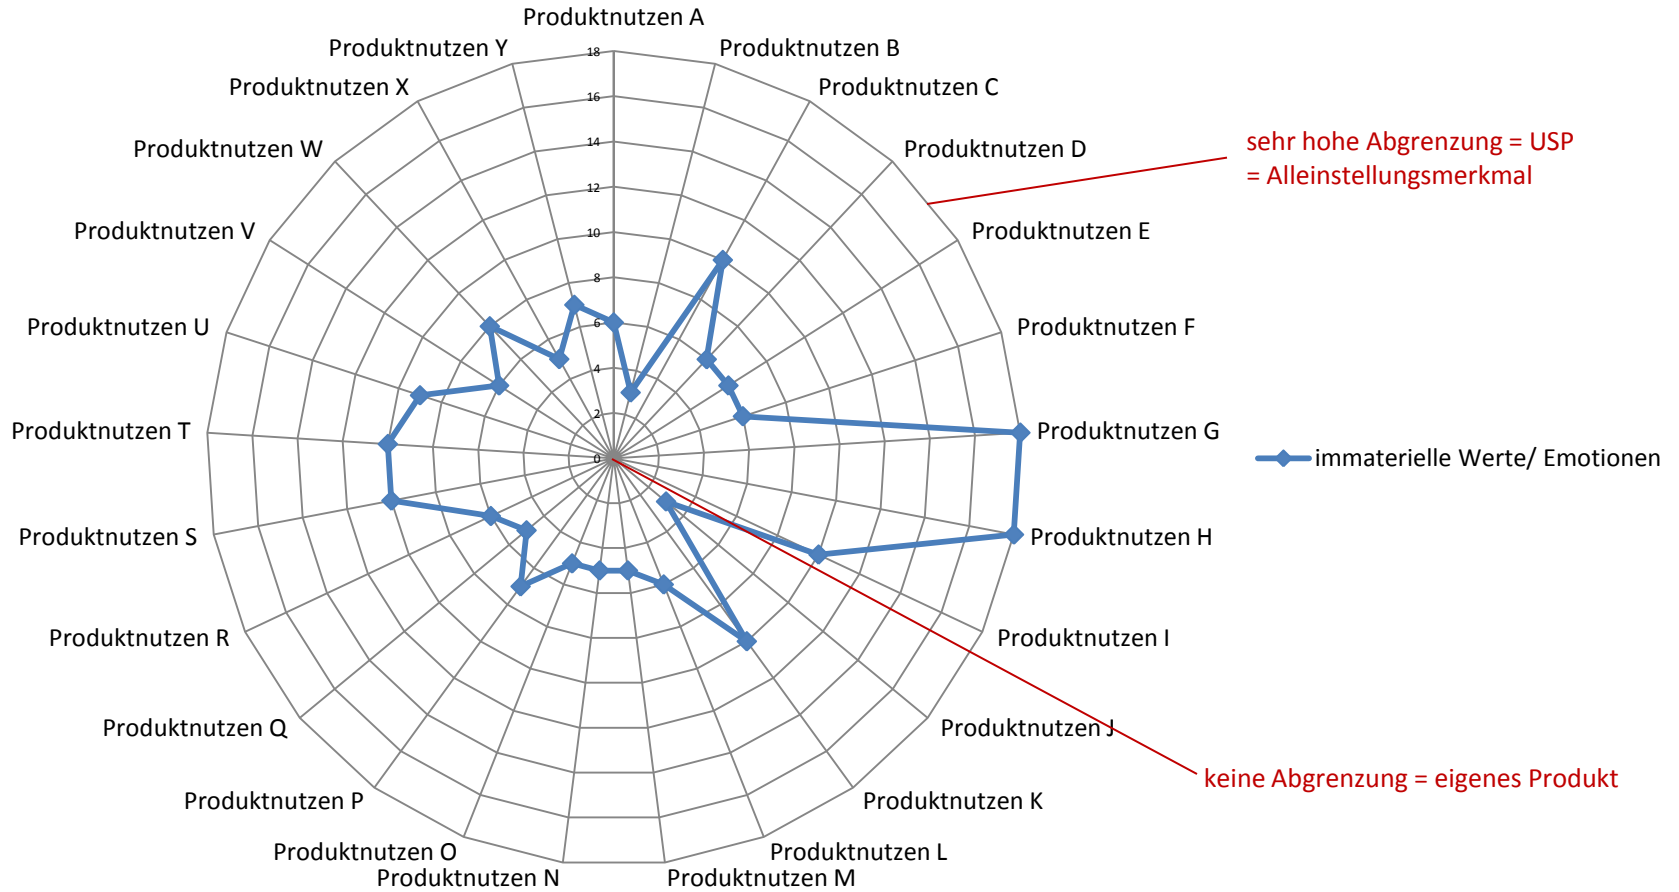 Produktnutzen A
Produktnutzen B
Produktnutzen C
Produktnutzen D
Produktnutzen E
Produktnutzen F
Produktnutzen G
Produktnutzen H
Produktnutzen I
Produktnutzen J
Produktnutzen K
Produktnutzen L
Produktnutzen M
Produktnutzen N
Produktnutzen O
Produktnutzen P
Produktnutzen Q
Produktnutzen R
Produktnutzen S
Produktnutzen T
Produktnutzen U
Produktnutzen V
Produktnutzen W
Produktnutzen X
Produktnutzen Y
18
16
14
12
10
8
6
4
2
0
sehr hohe Abgrenzung = USP
= Alleinstellungsmerkmal
immaterielle Werte/ Emotionen
keine Abgrenzung = eigenes Produkt